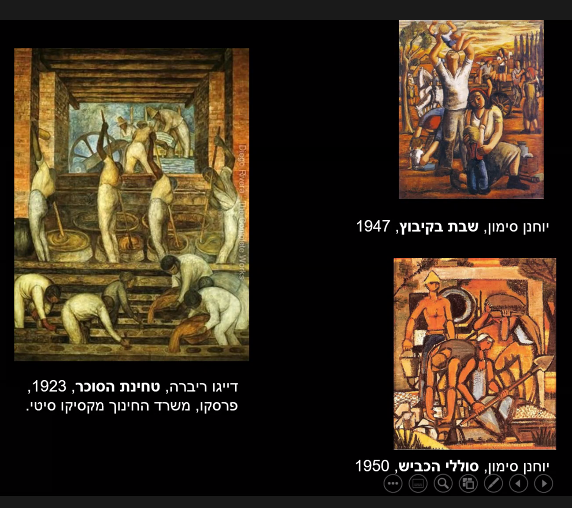 יוחנן סימון, שבת בקיבוץ, 1947
דייגו ריברה, טחינת הסוכר, 1923,
פרסקו, משרד החינוך מקסיקו סיטי.
יוחנן סימון, סוללי הכביש, 1950